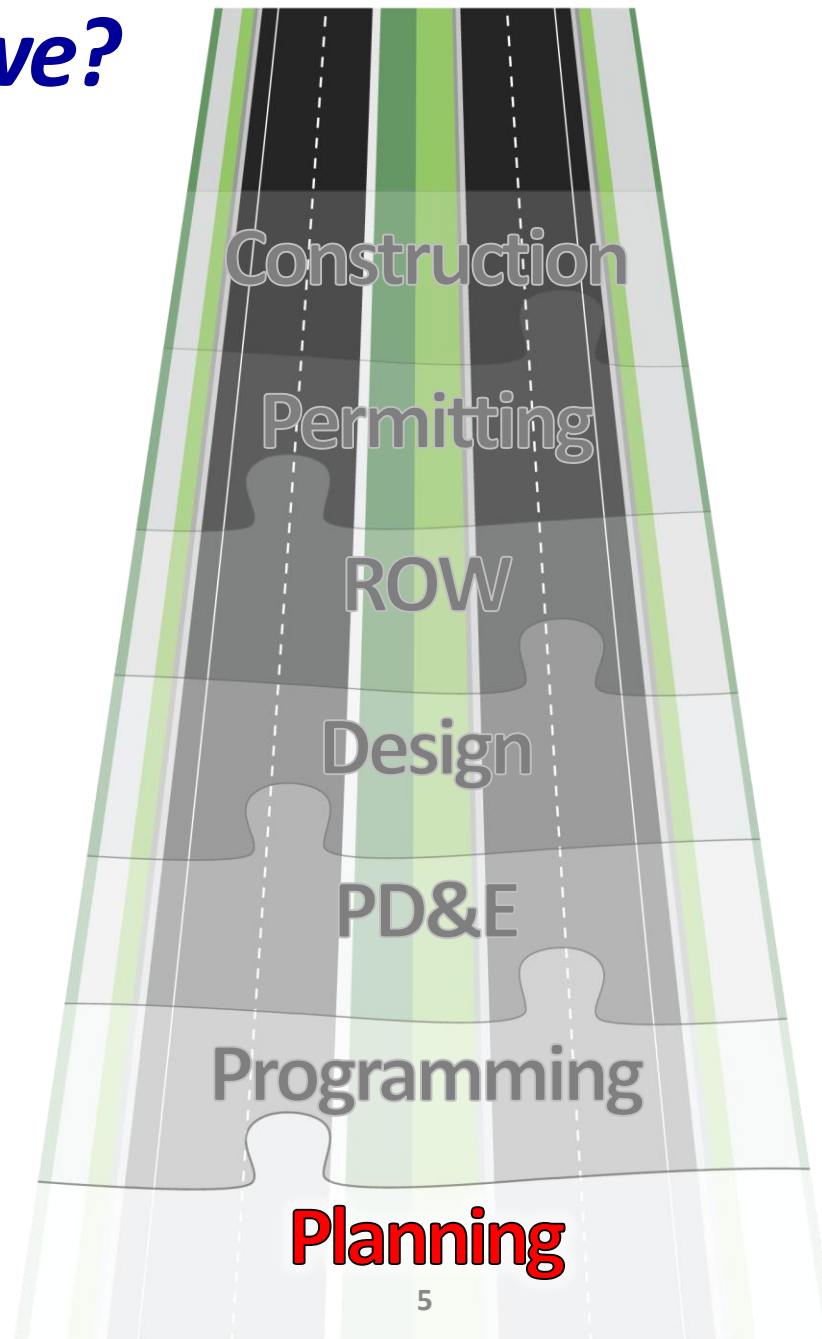 ve?
Construction
Permitting
ROW
Design
PD&E
Programming
Planning
5